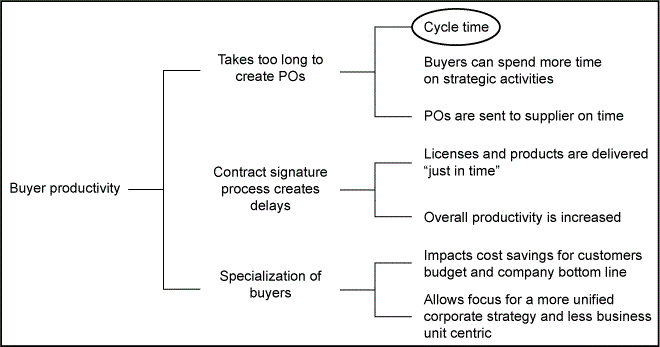 Cycle time
Takes too long to
create POs
Buyers can spend more time
on strategic activities
POs are sent to supplier on time
Buyer productivity
Contract signature
process creates
delays
Licenses and products are delivered
“just in time”
Overall productivity is increased
Specialization of
buyers
Impacts cost savings for customers
budget and company bottom line
Allows focus for a more unified
corporate strategy and less business
unit centric